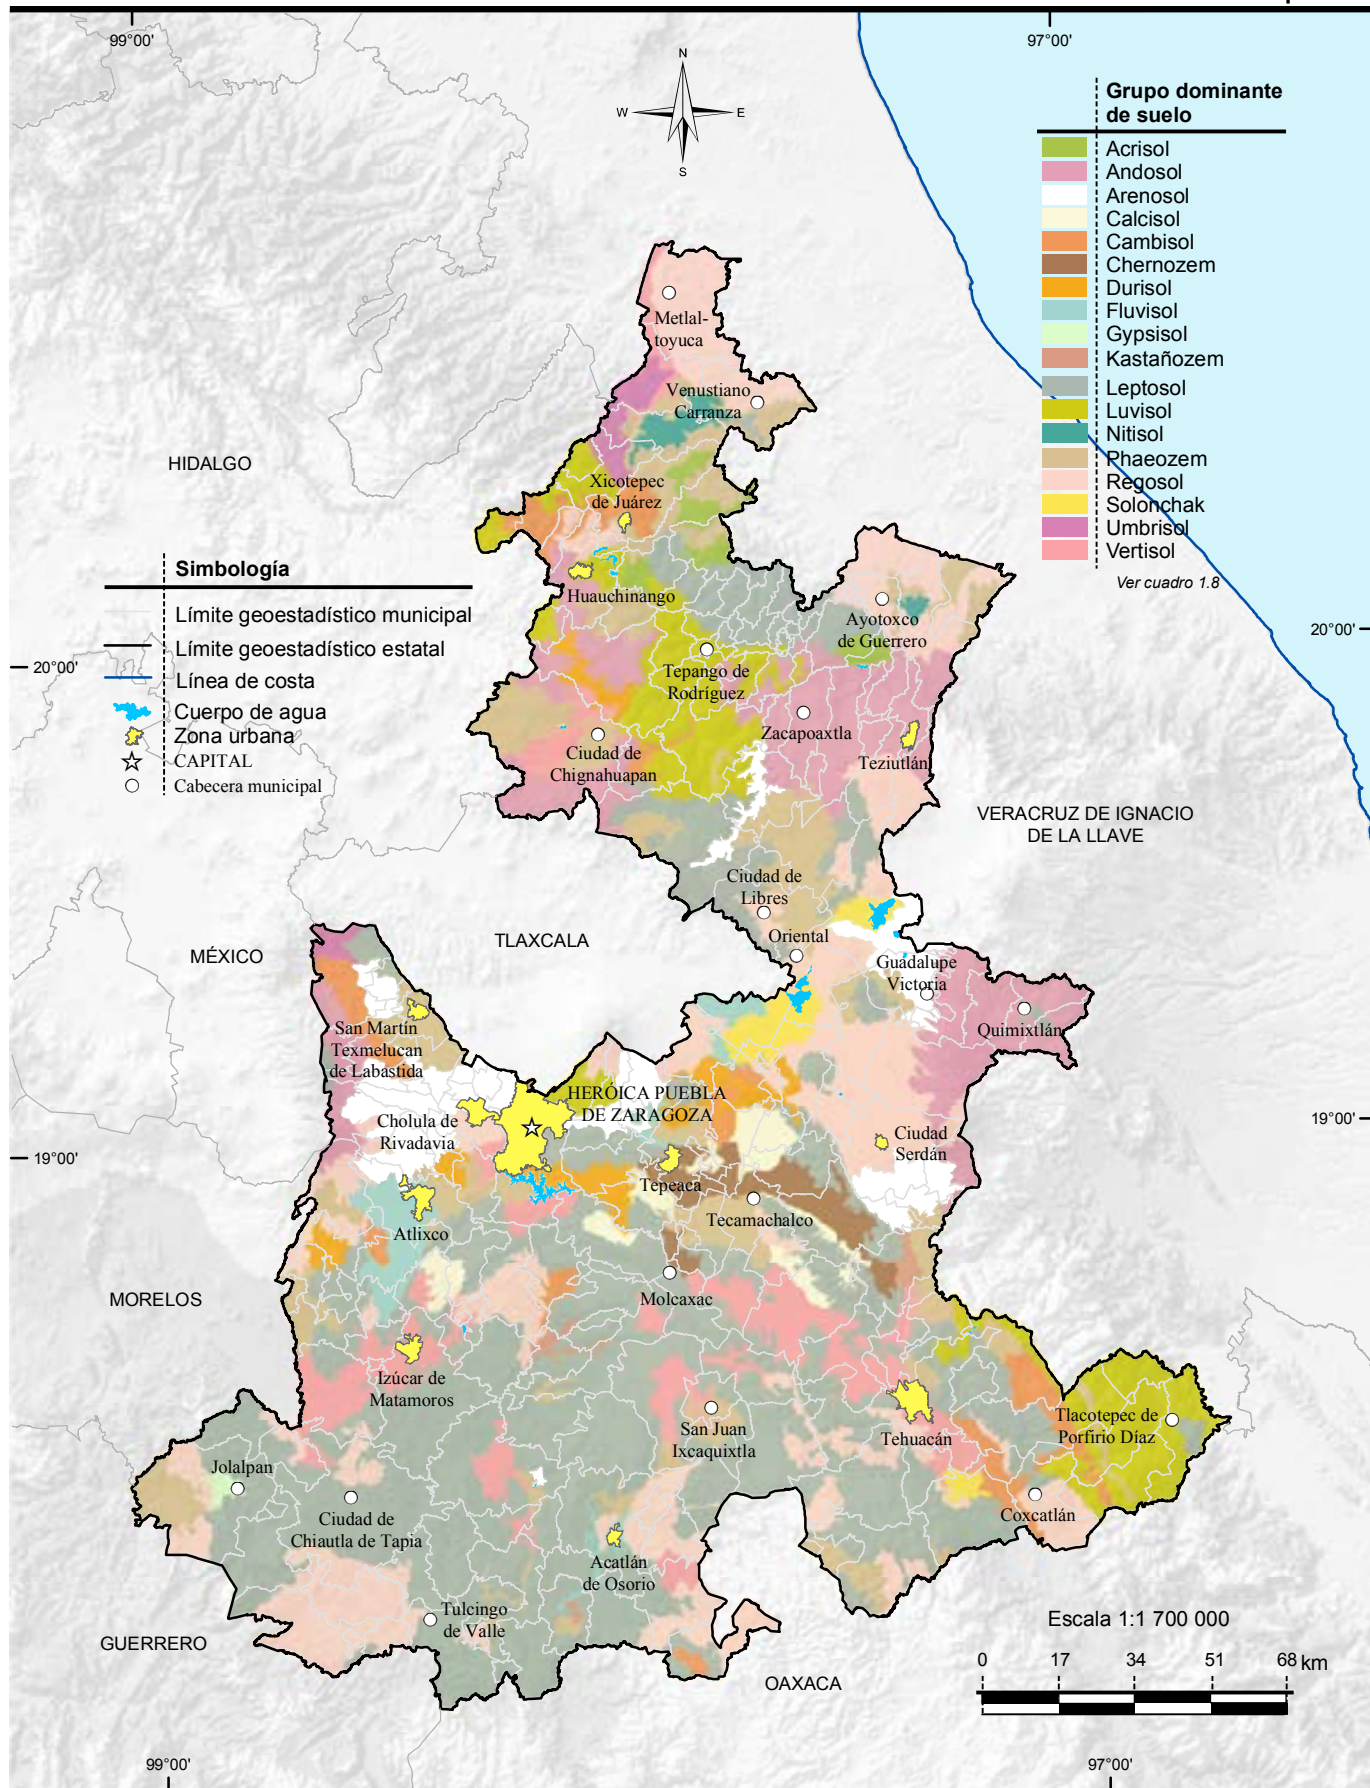 99°00'
97°00'
N
W
E
S
Grupo dominante
de suelo
Acrisol
Andosol
Arenosol
Calcisol
Cambisol
Chernozem
Durisol
Fluvisol
Gypsisol
Kastañozem
Leptosol
Luvisol
Nitisol
Phaeozem
Regosol
Solonchak
Umbrisol
Vertisol
Ver cuadro 1.8
Metlal-
toyuca
Venustiano
Carranza
HIDALGO
Xicotepec
de Juárez
Huauchinango
Ayotoxco
de Guerrero
Simbología
Límite geoestadístico municipal
Límite geoestadístico estatal
Línea de costa
Cuerpo de agua
Zona urbana
CAPITAL
Cabecera municipal
20°00'
20°00'
Tepango de
Rodríguez
Zacapoaxtla
Teziutlán
Ciudad de
Chignahuapan
VERACRUZ DE IGNACIO
DE LA LLAVE
Ciudad de
Libres
Oriental
TLAXCALA
MÉXICO
Guadalupe
Victoria
Quimixtlán
San Martín
Texmelucan
de Labastida
HERÓICA PUEBLA
DE ZARAGOZA
Cholula de
Rivadavia
Ciudad
Serdán
19°00'
19°00'
Tepeaca
Tecamachalco
Atlixco
MORELOS
Molcaxac
Izúcar de
Matamoros
San Juan
Ixcaquixtla
Tehuacán
Tlacotepec de
Porfirio Díaz
Jolalpan
Ciudad de
Chiautla de Tapia
Coxcatlán
Acatlán
de Osorio
Tulcingo
de Valle
GUERRERO
OAXACA
Escala 1:1 700 000
0 17 34 51 68 km
99°00'
97°00'